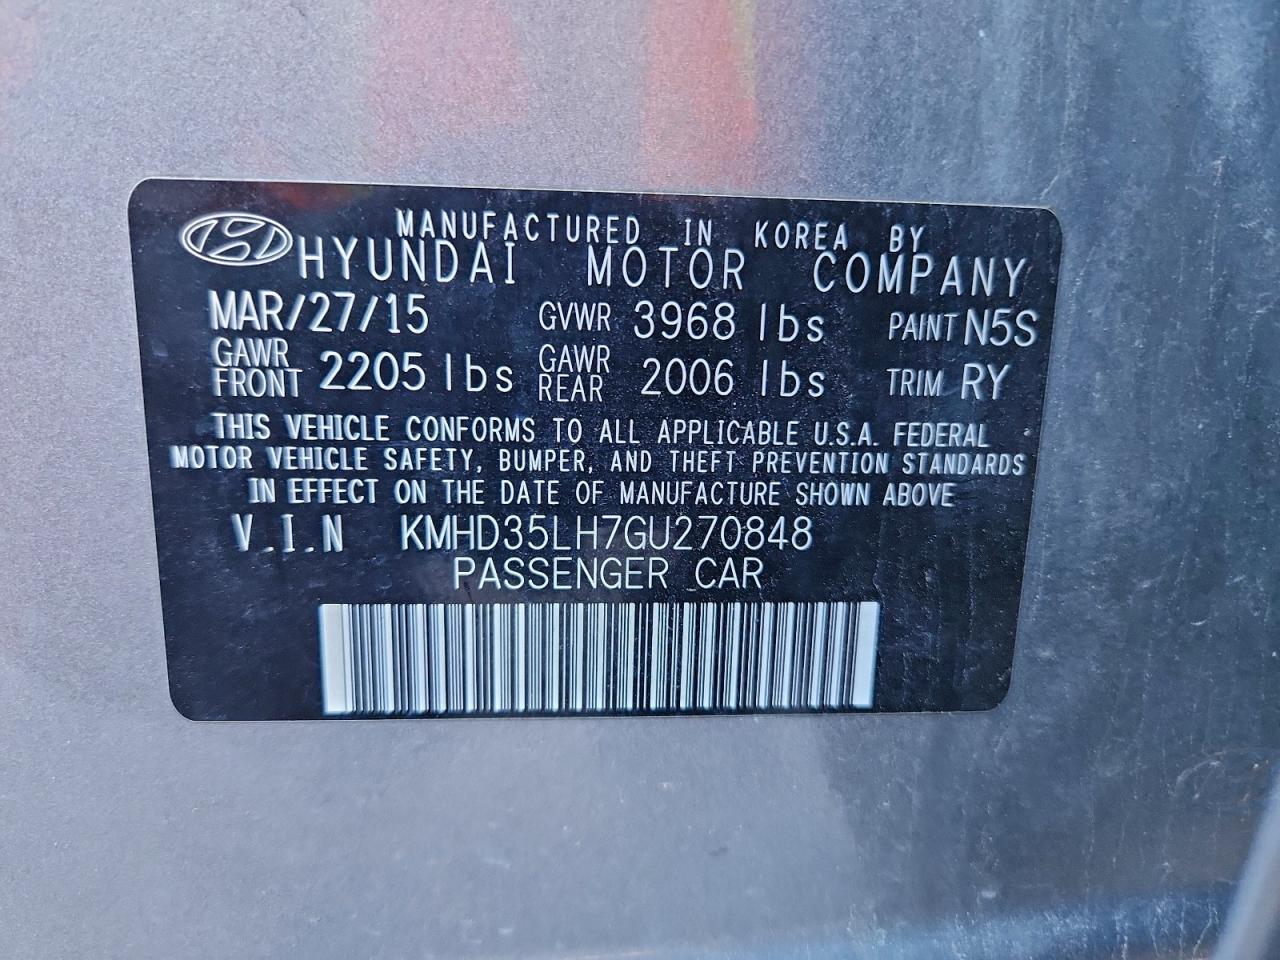 MANUFACTURED IN KOREA BY
HYUNDAI MOTOR COMPANY
MAR/27/15 GVWR 3968 lbs PAINT N5S
GAWR FRONT 2205 lbs GAWR REAR 2006 lbs TRIM RY
THIS VEHICLE CONFORMS TO ALL APPLICABLE U.S.A. FEDERAL
MOTOR VEHICLE SAFETY, BUMPER, AND THEFT PREVENTION STANDARDS
IN EFFECT ON THE DATE OF MANUFACTURE SHOWN ABOVE
V.I.N KMHD35LH7GU270848
PASSENGER CAR